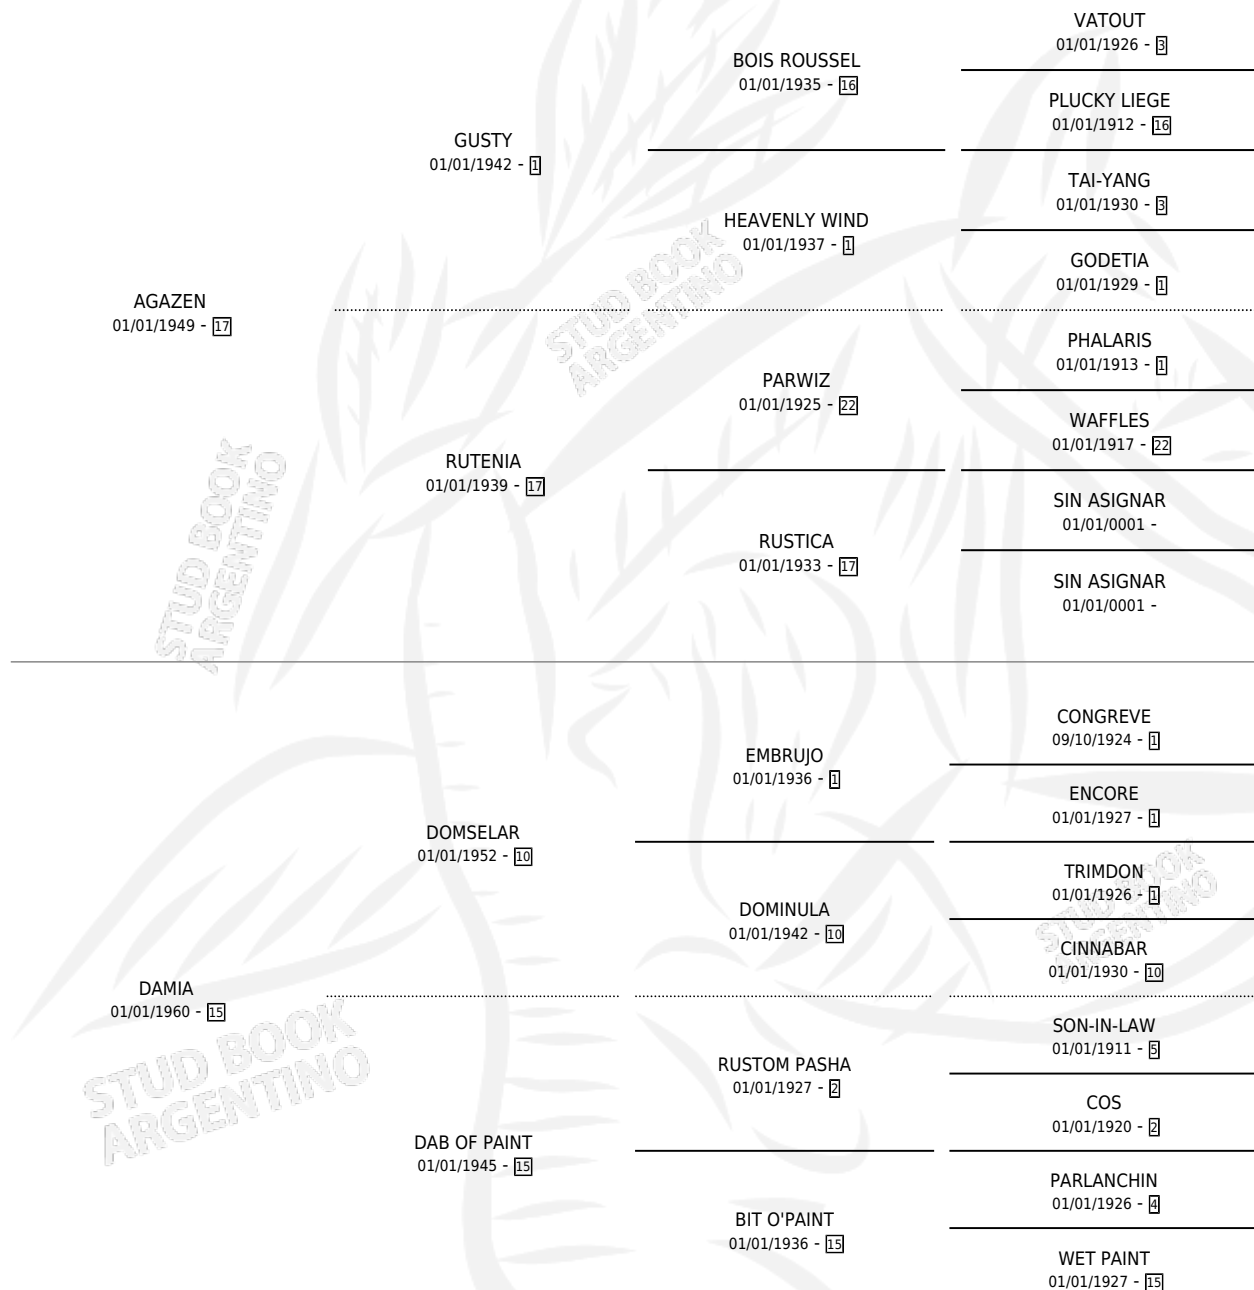 VATOUT
01/01/1926 - 3
BOIS ROUSSEL
01/01/1935 - 16
PLUCKY LIEGE
01/01/1912 - 16
GUSTY
01/01/1942 - 1
TAI-YANG
01/01/1930 - 3
HEAVENLY WIND
01/01/1937 - 1
GODETIA
01/01/1929 - 1
AGAZEN
01/01/1949 - 17
PHALARIS
01/01/1913 - 1
PARWIZ
01/01/1925 - 22
WAFFLES
01/01/1917 - 22
RUTENIA
01/01/1939 - 17
SIN ASIGNAR
01/01/0001 -
RUSTICA
01/01/1933 - 17
SIN ASIGNAR
01/01/0001 -
CONGREVE
09/10/1924 - 1
EMBRUJO
01/01/1936 - 1
ENCORE
01/01/1927 - 1
DOMSELAR
01/01/1952 - 10
TRIMDON
01/01/1926 - 1
DOMINULA
01/01/1942 - 10
CINNABAR
01/01/1930 - 10
DAMIA
01/01/1960 - 15
SON-IN-LAW
01/01/1911 - 5
RUSTOM PASHA
01/01/1927 - 2
COS
01/01/1920 - 2
DAB OF PAINT
01/01/1945 - 15
PARLANCHIN
01/01/1926 - 4
BIT O'PAINT
01/01/1936 - 15
WET PAINT
01/01/1927 - 15
STUD BOOK
ARGENTINO
STUD BOOK
ARGENTINO
STUD BOOK
ARGENTINO
STUD BOOK
ARGENTINO